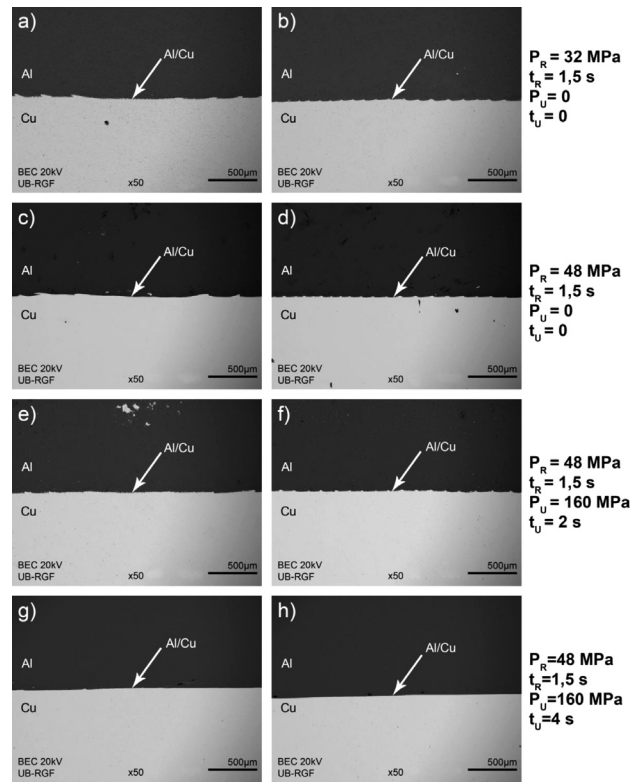 a)
Al/Cu
Al
Cu
BEC 20kV
UB-RGF
x50
500µm
b)
Al/Cu
Al
Cu
BEC 20kV
UB-RGF
x50
500µm
P_R = 32 MPa
t_R = 1,5 s
P_U = 0
t_U = 0
c)
Al/Cu
Al
Cu
BEC 20kV
UB-RGF
x50
500µm
d)
Al/Cu
Al
Cu
BEC 20kV
UB-RGF
x50
500µm
P_R = 48 MPa
t_R = 1,5 s
P_U = 0
t_U = 0
e)
Al/Cu
Al
Cu
BEC 20kV
UB-RGF
x50
500µm
f)
Al/Cu
Al
Cu
BEC 20kV
UB-RGF
x50
500µm
P_R = 48 MPa
t_R = 1,5 s
P_U = 160 MPa
t_U = 2 s
g)
Al/Cu
Al
Cu
BEC 20kV
UB-RGF
x50
500µm
h)
Al/Cu
Al
Cu
BEC 20kV
UB-RGF
x50
500µm
P_R=48 MPa
t_R=1,5 s
P_U=160 MPa
t_U=4 s